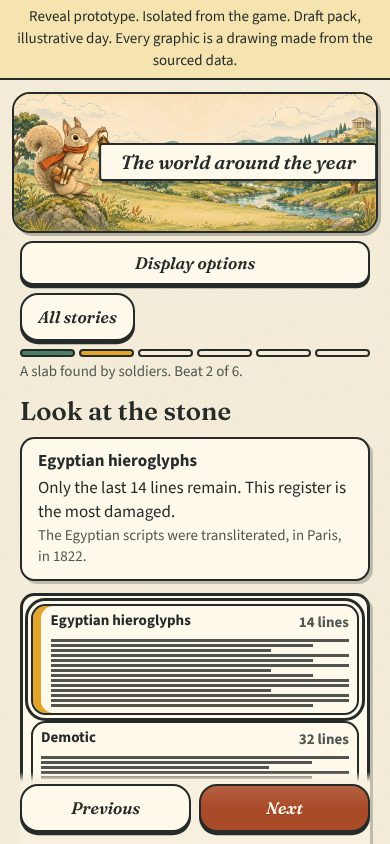 Reveal prototype. Isolated from the game. Draft pack,
illustrative day. Every graphic is a drawing made from the
sourced data.
The world around the year
Display options
All stories
A slab found by soldiers. Beat 2 of 6.
Look at the stone
Egyptian hieroglyphs
Only the last 14 lines remain. This register is
the most damaged.
The Egyptian scripts were transliterated, in Paris,
in 1822.
Egyptian hieroglyphs
14 lines
Demotic
32 lines
Previous
Next